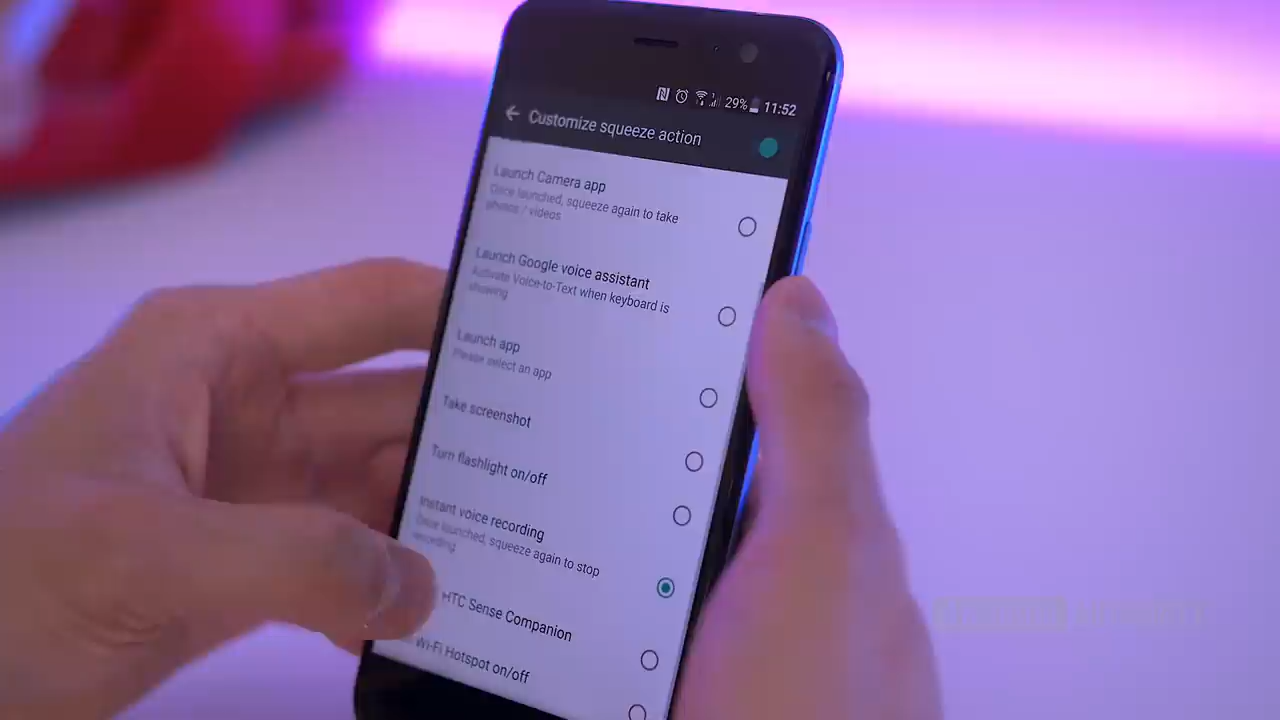 29% 11:52
Customize squeeze action
Launch Camera app
Once launched, squeeze again to take
photos / videos
Launch Google voice assistant
Activate Voice-to-Text when keyboard is
showing
Launch app
Please select an app
Take screenshot
Turn flashlight on/off
Instant voice recording
Once launched, squeeze again to stop
recording
HTC Sense Companion
Wi-Fi Hotspot on/off